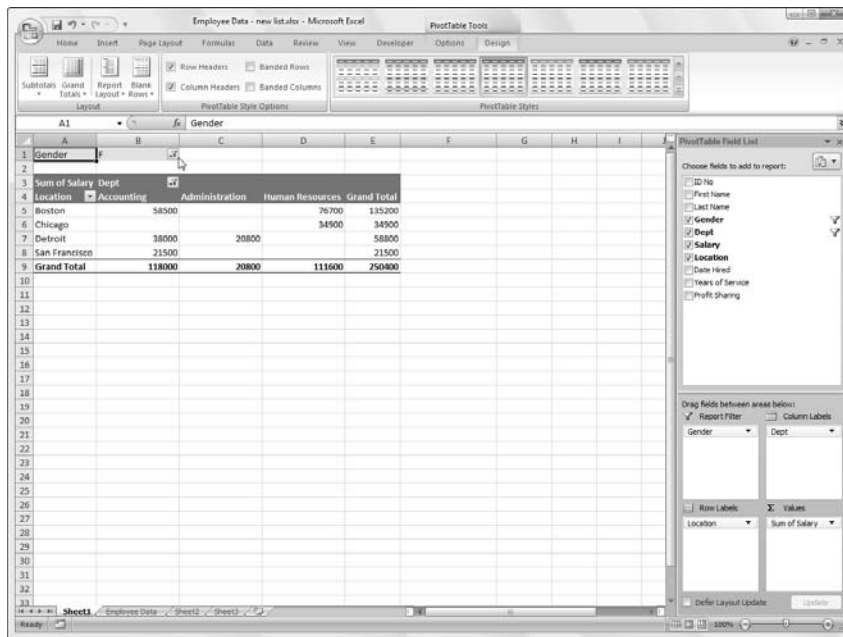 Employee Data - new list.xlsx - Microsoft Excel
PivotTable Tools
Home Insert Page Layout Formulas Data Review View Developer Options Design
Subtotals Grand Totals Report Layout Blank Rows
Row Headers Banded Rows
Column Headers Banded Columns
Layout PivotTable Style Options PivotTable Styles
A1 fx Gender
A B C D E F G H I J
1 Gender F
2
3 Sum of Salary Dept
4 Location Accounting Administration Human Resources Grand Total
5 Boston 58500 76700 135200
6 Chicago 34900 34900
7 Detroit 38000 20800 58800
8 San Francisco 21500 21500
9 Grand Total 118000 20800 111600 250400
10
11
12
13
14
15
16
17
18
19
20
21
22
23
24
25
26
27
28
29
30
31
32
33
PivotTable Field List
Choose fields to add to report:
ID No
First Name
Last Name
Gender
Dept
Salary
Location
Date Hired
Years of Service
Profit Sharing
Drag fields between areas below:
Report Filter Column Labels
Gender Dept
Row Labels Σ Values
Location Sum of Salary
Defer Layout Update Update
Sheet1 Employee Data Sheet2 Sheet3
Ready 100%